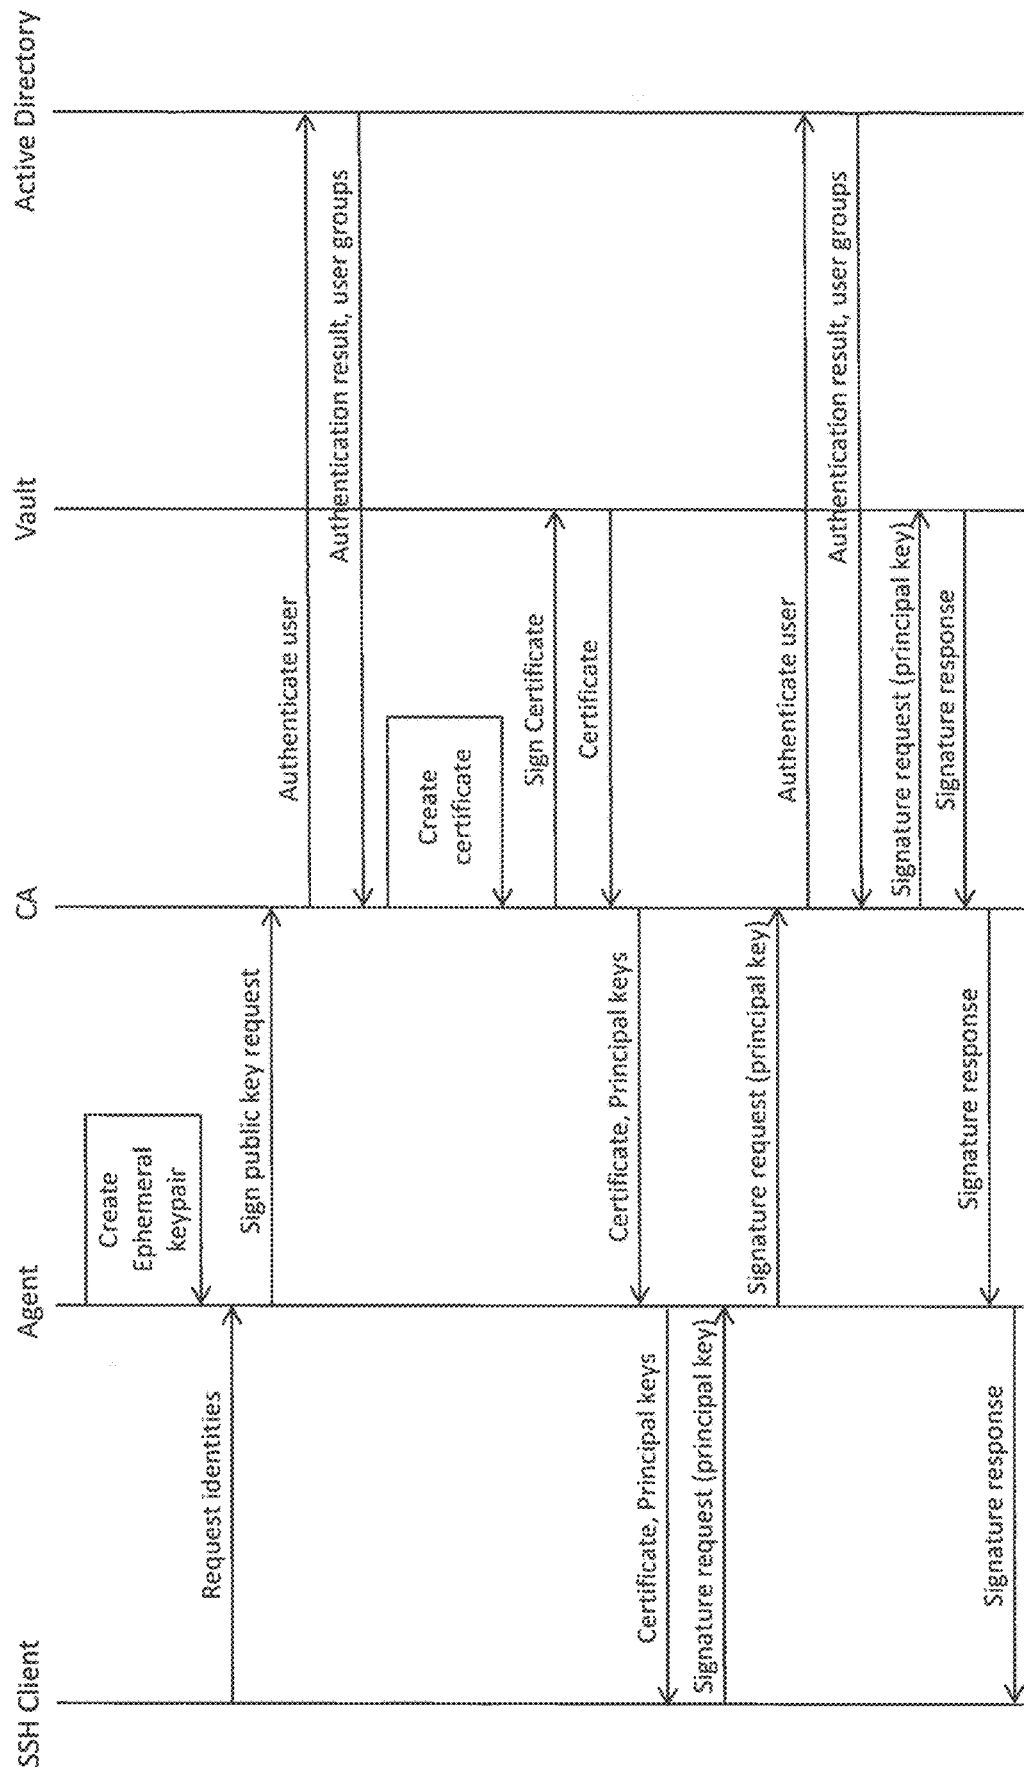 SSH Client
Agent
CA
Vault
Active Directory
Create
Ephemeral
keypair
Request identities
Sign public key request
Authenticate user
Authentication result, user groups
Create
certificate
Sign Certificate
Certificate
Certificate, Principal keys
Certificate, Principal keys
Signature request (principal key)
Signature request (principal key)
Authenticate user
Authentication result, user groups
Signature request (principal key)
Signature response
Signature response
Signature response